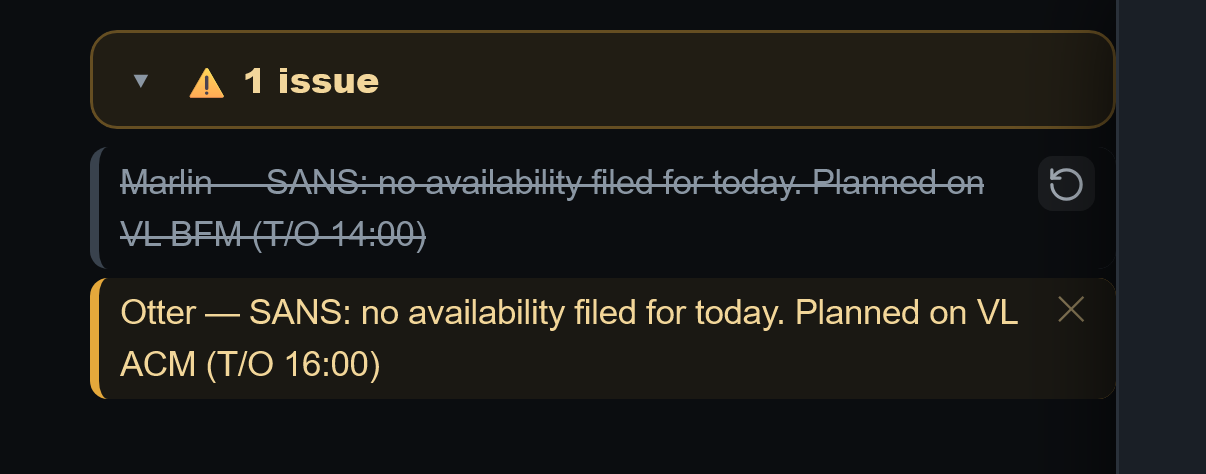 1 issue
Marlin — SANS: no availability filed for today. Planned on
VL BFM (T/O 14:00)
Otter — SANS: no availability filed for today. Planned on VL
ACM (T/O 16:00)